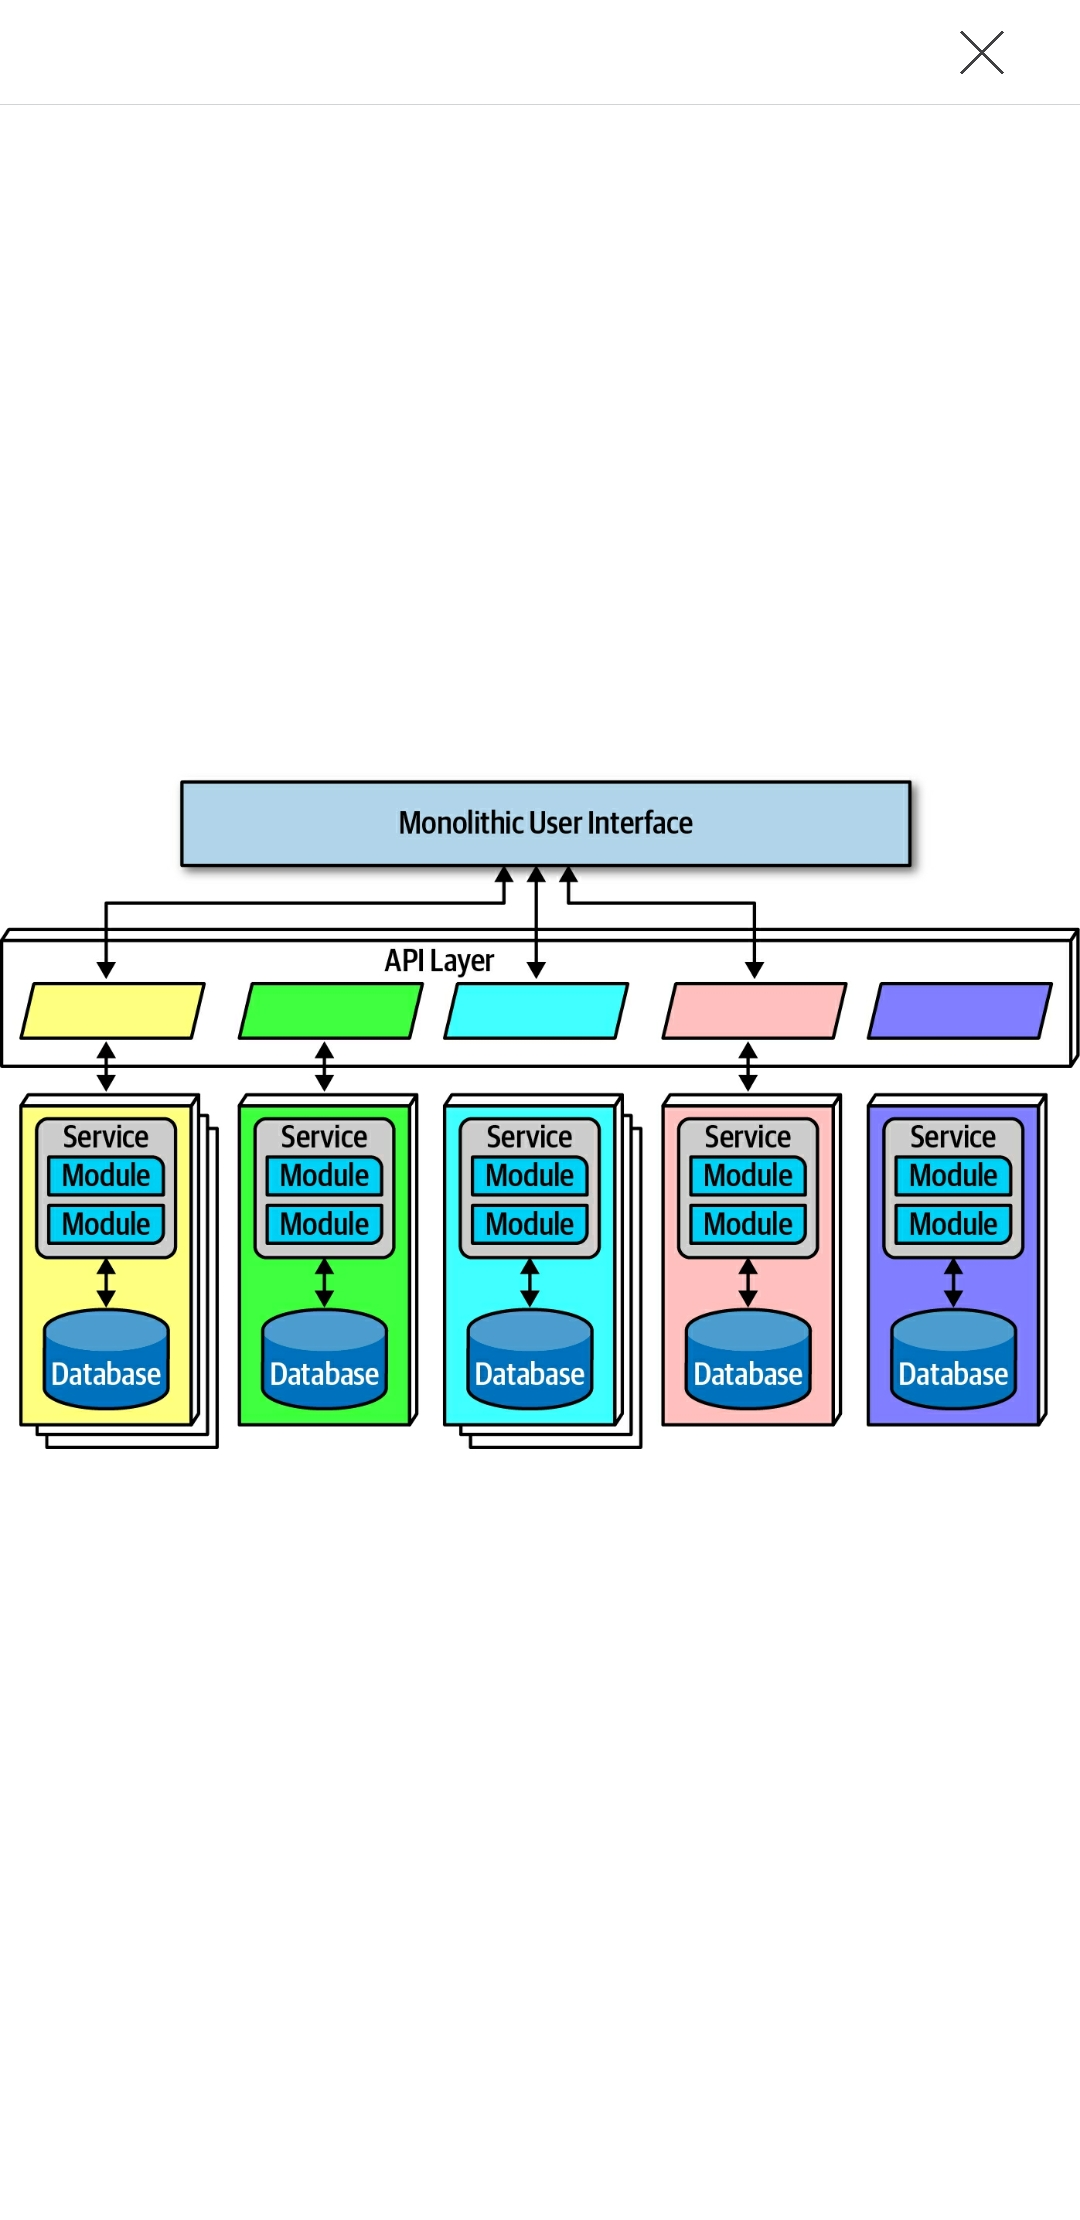 Monolithic User Interface
API Layer
Service
Module
Module
Database
Service
Module
Module
Database
Service
Module
Module
Database
Service
Module
Module
Database
Service
Module
Module
Database